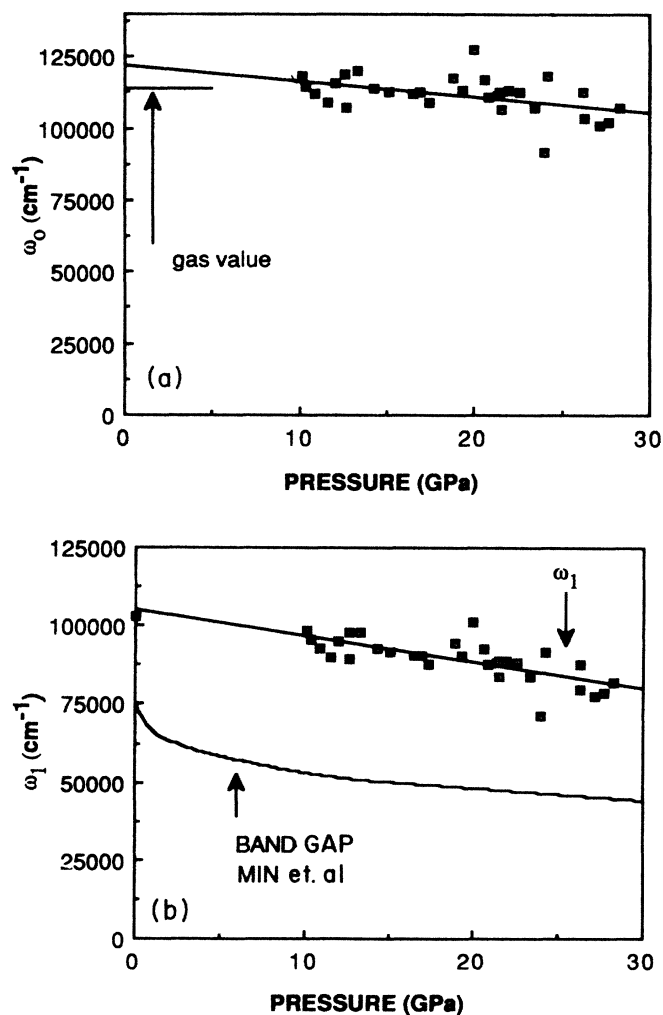 125000
100000
75000
50000
25000
0
ω₀ (cm⁻¹)
gas value
(a)
0 10 20 30
PRESSURE (GPa)
125000
100000
75000
50000
25000
0
ω₁ (cm⁻¹)
ω₁
BAND GAP
MIN et. al
(b)
0 10 20 30
PRESSURE (GPa)